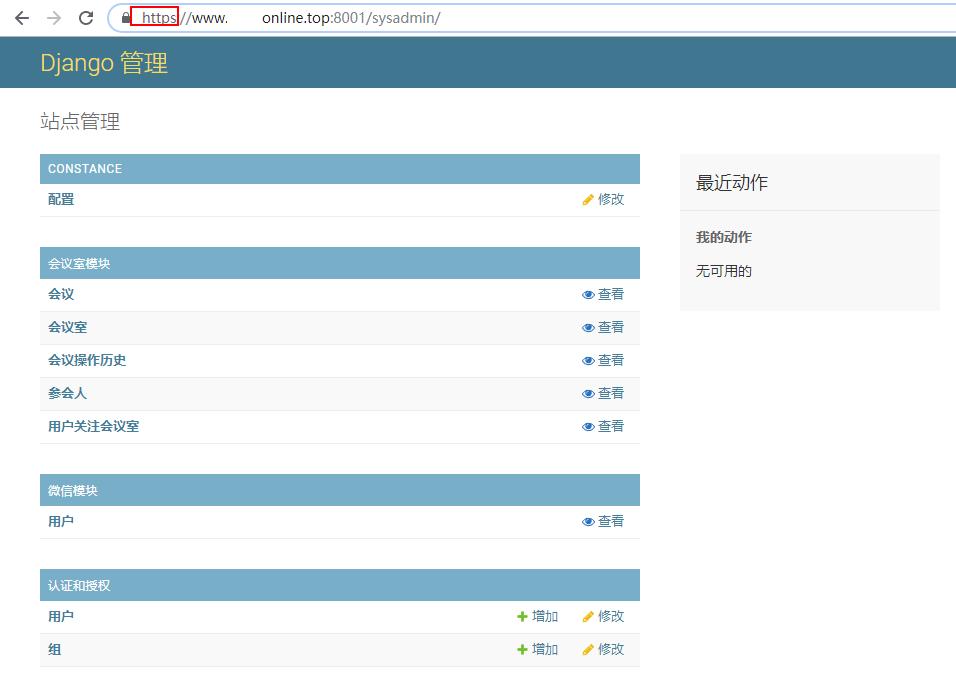 https://www. online.top:8001/sysadmin/
Django 管理
站点管理
CONSTANCE
配置 修改
会议室模块
会议 查看
会议室 查看
会议操作历史 查看
参会人 查看
用户关注会议室 查看
微信模块
用户 查看
认证和授权
用户 增加 修改
组 增加 修改
最近动作
我的动作
无可用的